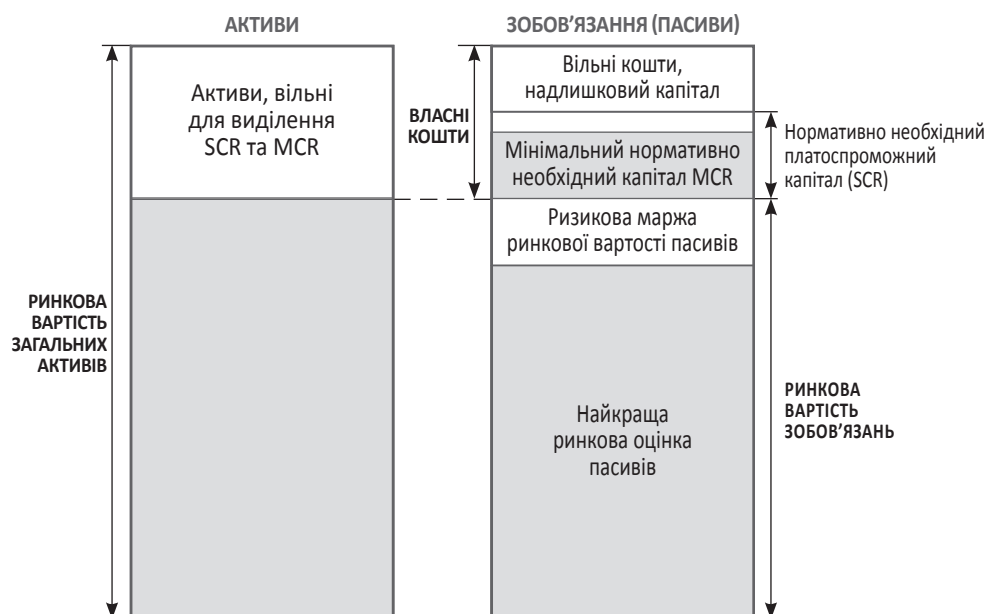 АКТИВИ
ЗОБОВ’ЯЗАННЯ (ПАСИВИ)
Активи, вільні
для виділення
SCR та MCR
ВЛАСНІ
КОШТИ
Вільні кошти,
надлишковий капітал
Мінімальний нормативно
необхідний капітал MCR
Нормативно необхідний
платоспроможний
капітал (SCR)
Ризикова маржа
ринкової вартості пасивів
РИНКОВА
ВАРТІСТЬ
ЗАГАЛЬНИХ
АКТИВІВ
Найкраща
ринкова оцінка
пасивів
РИНКОВА
ВАРТІСТЬ
ЗОБОВ’ЯЗАНЬ